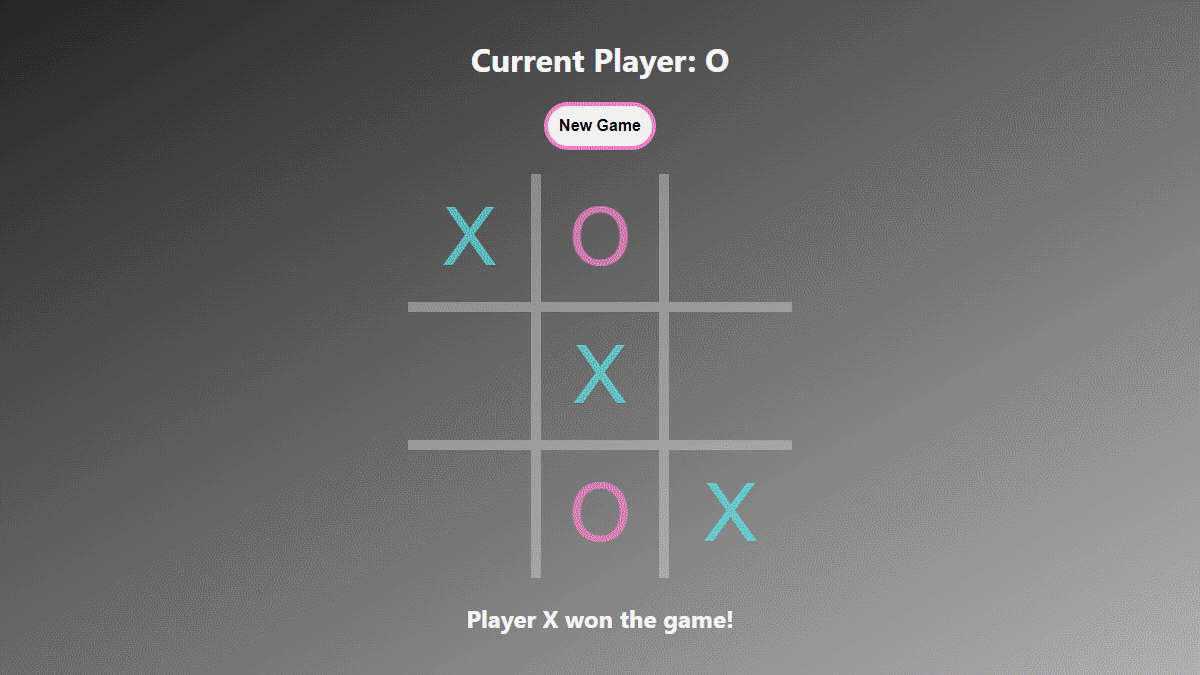 Current Player: O
New Game
X O
X
O X
Player X won the game!